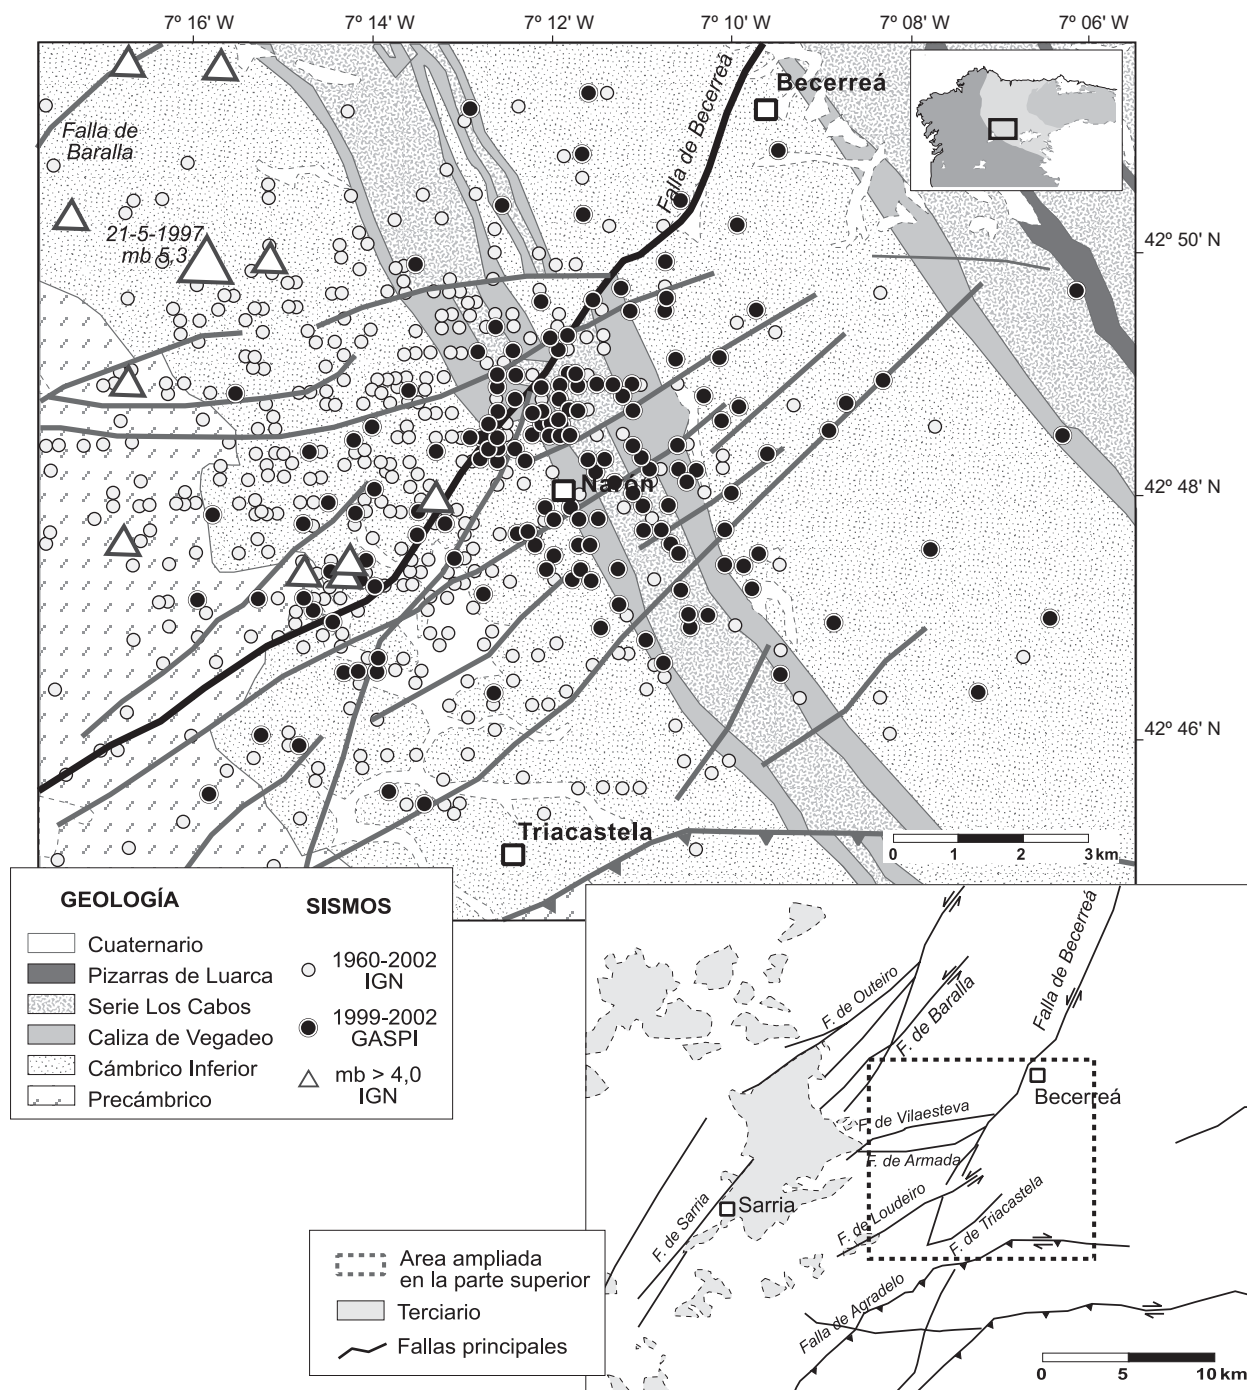 7º 16' W
7º 14' W
7º 12' W
7º 10' W
7º 08' W
7º 06' W
Falla de
Baralla
Falla de Becerreá
Becerreá
21-5-1997
mb 5,3
42º 50' N
42º 48' N
42º 46' N
Narón
Triacastela
0 1 2 3 km
GEOLOGÍA
Cuaternario
Pizarras de Luarca
Serie Los Cabos
Caliza de Vegadeo
Cámbrico Inferior
Precámbrico
SISMOS
1960-2002
IGN
1999-2002
GASPI
mb > 4,0
IGN
F. de Outeiro
F. de Baralla
Falla de Becerreá
Becerreá
F. de Vilaesteva
F. de Armada
F. de Sarria
Sarria
F. de Loudeiro
F. de Triacastela
Falla de Agradelo
Area ampliada
en la parte superior
Terciario
Fallas principales
0 5 10 km